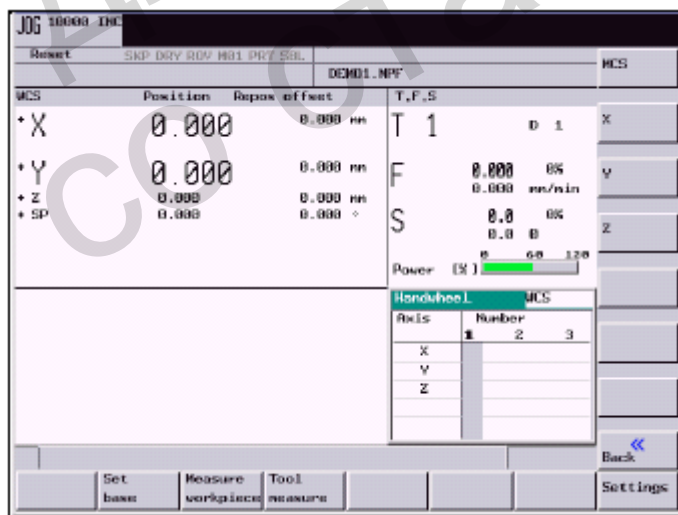 JOG 10000 INC
Reset SKP DRY ROV M01 PRT SBL
DEMO1.NPF
MCS
WCS Position Repos offset T,F,S
+X 0.000 0.000 mm T 1 D 1
X
+Y 0.000 0.000 mm F 0.000 0% 
Y
0.000 mm/min
+Z 0.000 0.000 mm
+SP 0.000 0.000 ° S 0.0 0%
Z
0.0 0
0 60 120
Power [%]
Handwheel WCS
Axis Number
1 2 3
X
Y
Z
Back
Set base
Measure workpiece
Tool measure
Settings